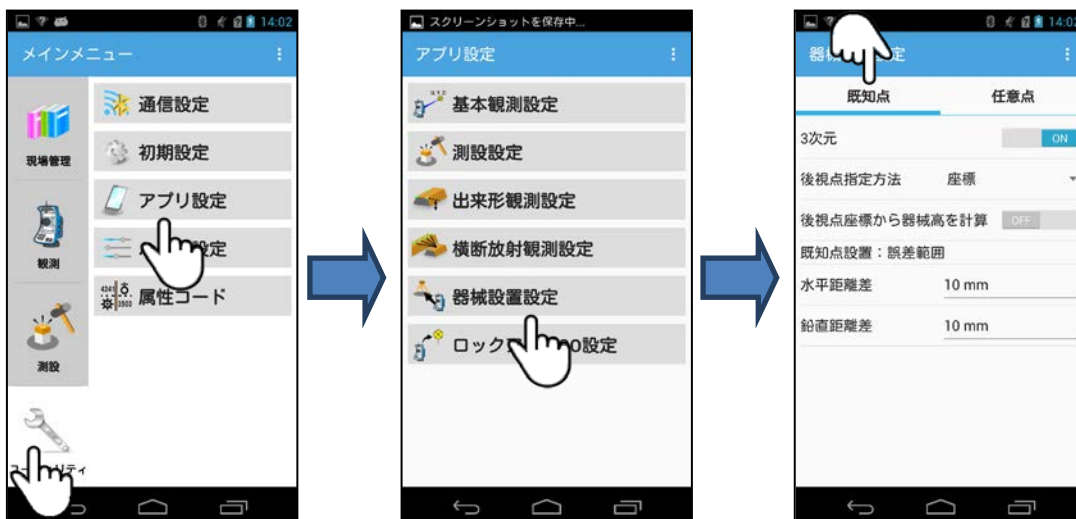 14:02
メインメニュー
現場管理
観測
測設
通信設定
初期設定
アプリ設定
設定
属性コード
スクリーンショットを保存中...
アプリ設定
基本観測設定
測設設定
出来形観測設定
横断放射観測設定
器械設置設定
設定
14:02
既知点 任意点
3次元 ON
後視点指定方法 座標
後視点座標から器械高を計算 OFF
既知点設置:誤差範囲
水平距離差 10 mm
鉛直距離差 10 mm